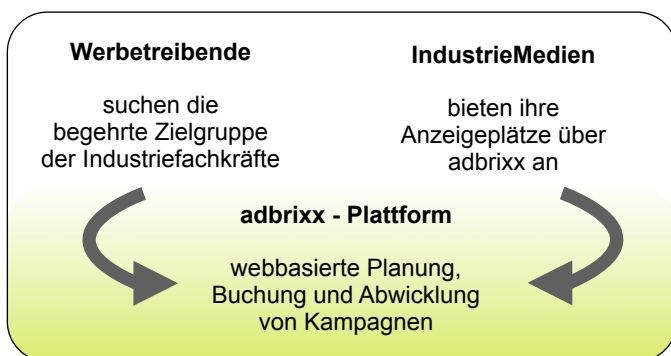 Werbetreibende
suchen die
begehrte Zielgruppe
der Industriefachkräfte
IndustrieMedien
bieten ihre
Anzeigeplätze über
adbrixx an
adbrixx - Plattform
webbasierte Planung,
Buchung und Abwicklung
von Kampagnen